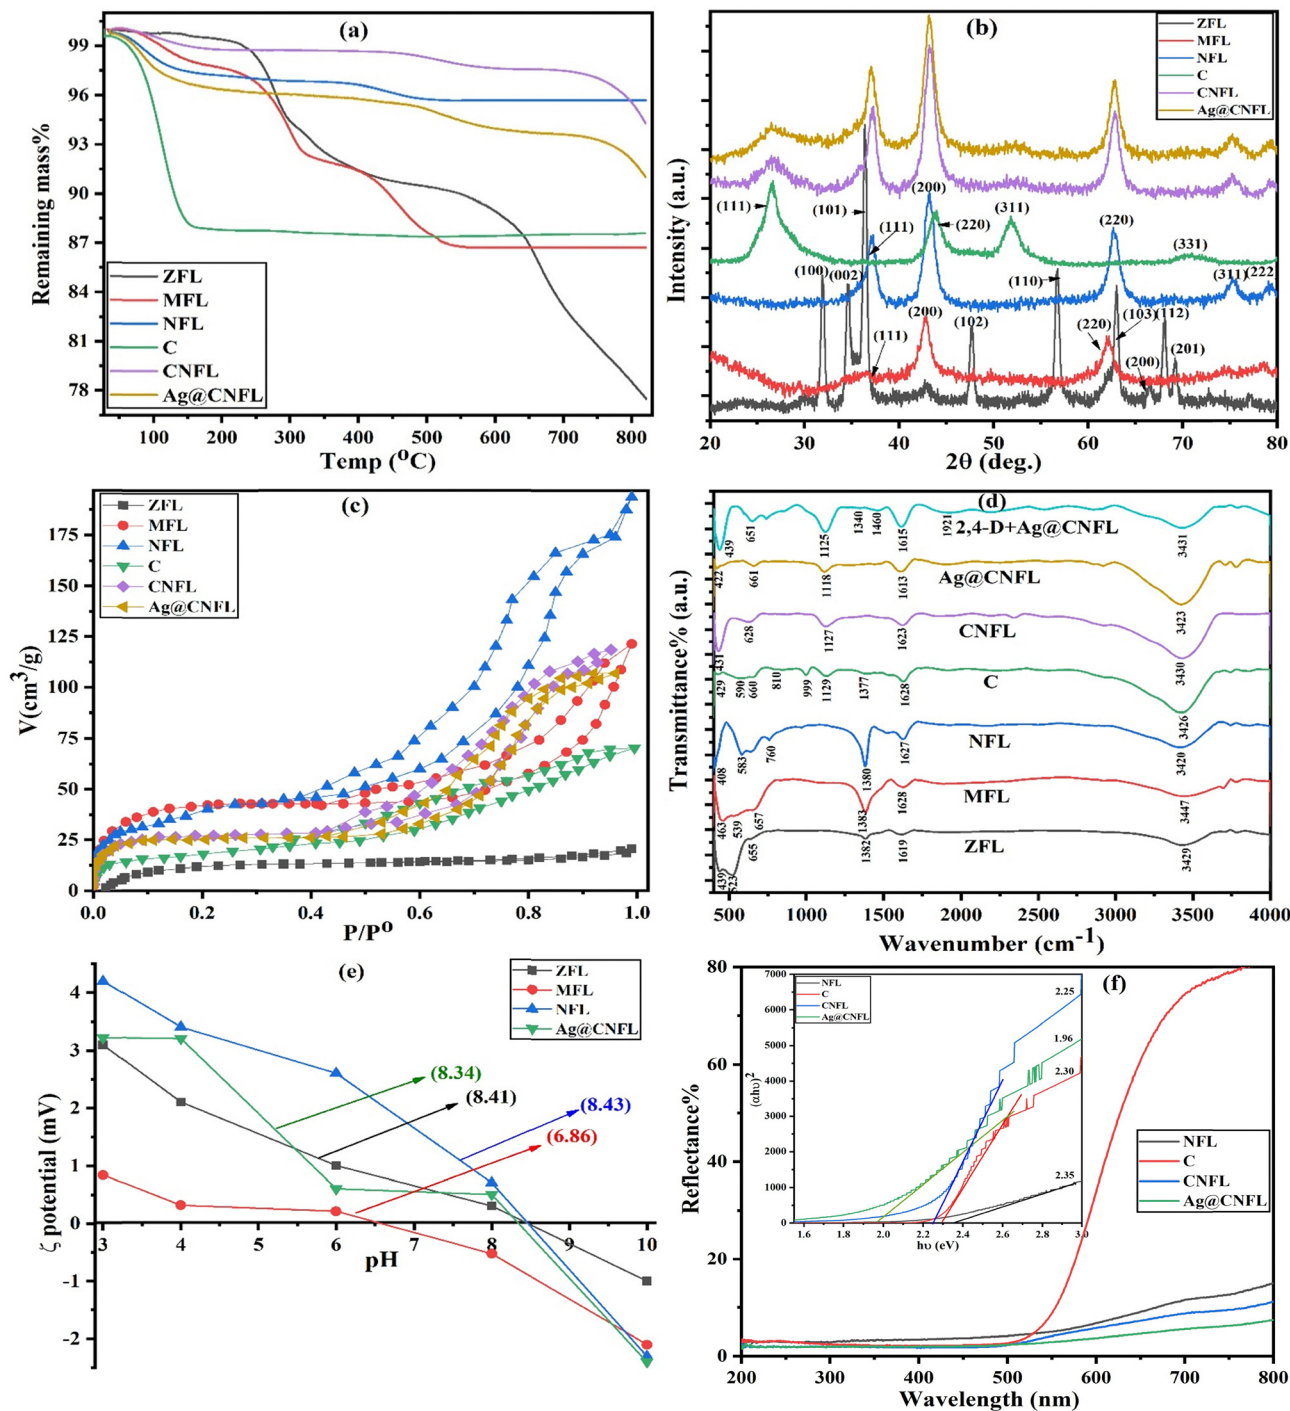 (a)
Remaining mass%
99
96
93
90
87
84
81
78
ZFL
MFL
NFL
C
CNFL
Ag@CNFL
100 200 300 400 500 600 700 800
Temp (⁰C)
(b)
ZFL
MFL
NFL
C
CNFL
Ag@CNFL
Intensity (a.u.)
(111)
(101)
(200)
(111)
(220)
(311)
(220)
(331)
(100)
(002)
(110)
(311)
(222)
(200)
(111)
(102)
(220)
(103)
(112)
(200)
(201)
20 30 40 50 60 70 80
2θ (deg.)
(c)
ZFL
MFL
NFL
C
CNFL
Ag@CNFL
V(cm³/g)
175
150
125
100
75
50
25
0
0.0 0.2 0.4 0.6 0.8 1.0
P/P⁰
(d)
Transmittance% (a.u.)
439 651 1125 1340 1460 1615 1921 3431
2,4-D+Ag@CNFL
422 661 1118 1613 3423
Ag@CNFL
431 628 1127 1623 3430
CNFL
429 590 660 810 999 1129 1377 1628 3426
C
408 583 760 1380 1627 3420
NFL
463 539 657 1383 1628 3447
MFL
439 523 655 1382 1619 3429
ZFL
500 1000 1500 2000 2500 3000 3500 4000
Wavenumber (cm⁻¹)
(e)
ZFL
MFL
NFL
Ag@CNFL
ζ potential (mV)
4
3
2
1
0
-1
-2
(8.34)
(8.41)
(8.43)
(6.86)
3 4 5 6 7 8 9 10
pH
(f)
Reflectance%
80
60
40
20
0
NFL
C
CNFL
Ag@CNFL
(αhυ)²
7000
6000
5000
4000
3000
2000
1000
0
NFL
C
CNFL
Ag@CNFL
2.25
1.96
2.30
2.35
1.6 1.8 2.0 2.2 2.4 2.6 2.8 3.0
hυ (eV)
200 300 400 500 600 700 800
Wavelength (nm)